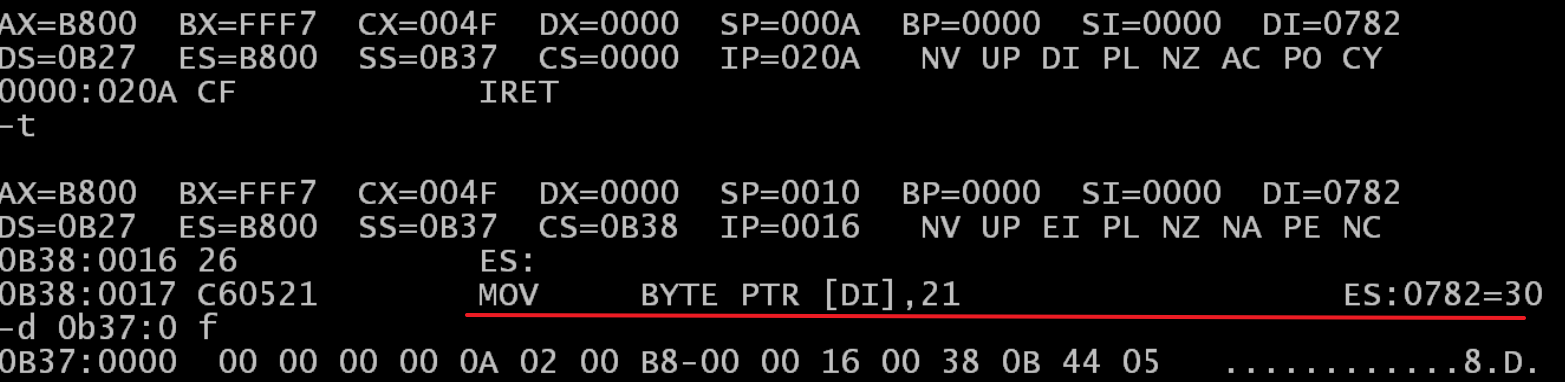 AX=B800  BX=FFF7  CX=004F  DX=0000  SP=000A  BP=0000  SI=0000  DI=0782
DS=0B27  ES=B800  SS=0B37  CS=0000  IP=020A   NV UP DI PL NZ AC PO CY
0000:020A CF            IRET
-t
AX=B800  BX=FFF7  CX=004F  DX=0000  SP=0010  BP=0000  SI=0000  DI=0782
DS=0B27  ES=B800  SS=0B37  CS=0B38  IP=0016   NV UP EI PL NZ NA PE NC
0B38:0016 26            ES:
0B38:0017 C60521        MOV     BYTE PTR [DI],21                   ES:0782=30
-d 0b37:0 f
0B37:0000  00 00 00 00 0A 02 00 B8-00 00 16 00 38 0B 44 05   ............8.D.